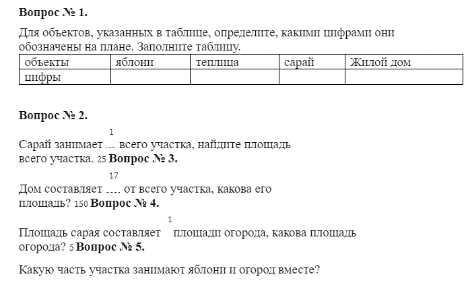 Вопрос № 1.
Для объектов, указанных в таблице, определите, какими цифрами они
обозначены на плане. Заполните таблицу.
объекты яблони теплица сарай Жилой дом
цифры
Вопрос № 2.
1
Сарай занимает ... всего участка, найдите площадь
всего участка. 25 Вопрос № 3.
17
Дом составляет .... от всего участка, какова его
площадь? 150 Вопрос № 4.
1
Площадь сарая составляет площади огорода, какова площадь
огорода? 5 Вопрос № 5.
Какую часть участка занимают яблони и огород вместе?